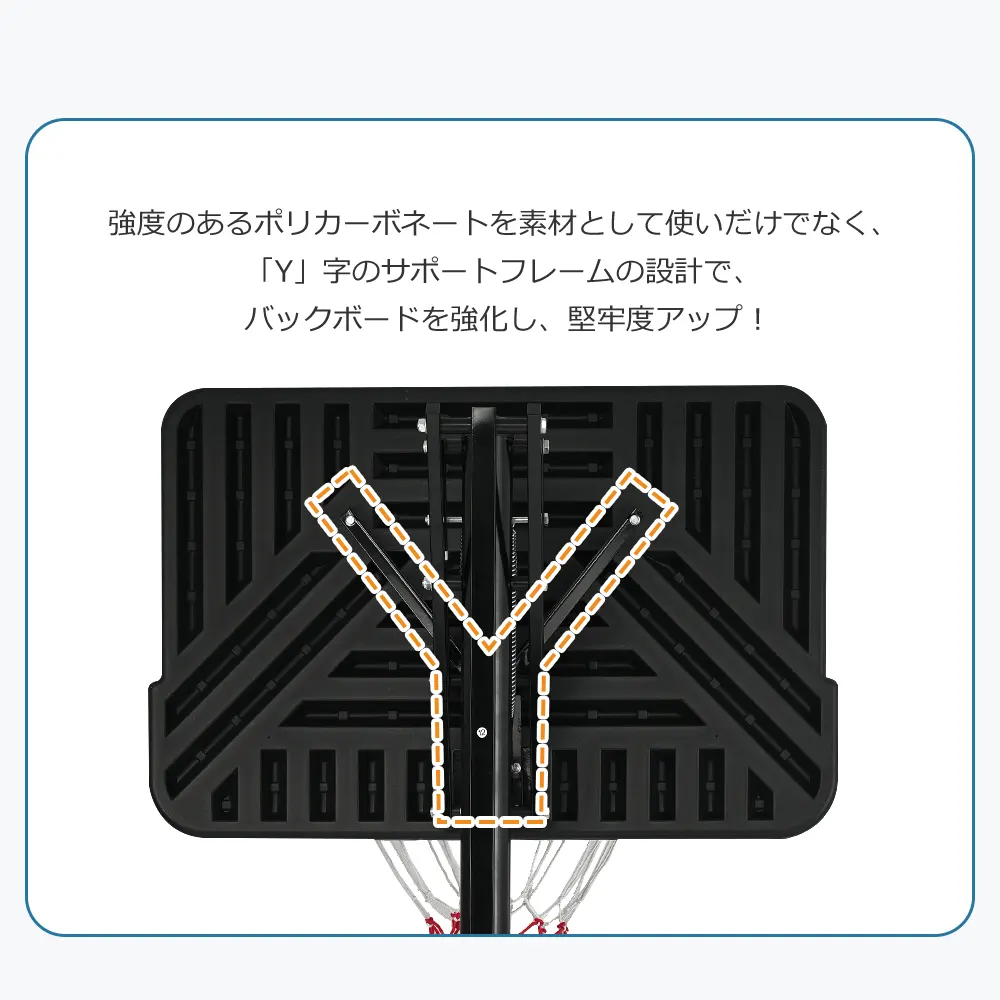 強度のあるポリカーボネートを素材として使いだけでなく、
「Y」字のサポートフレームの設計で、
バックボードを強化し、堅牢度アップ！